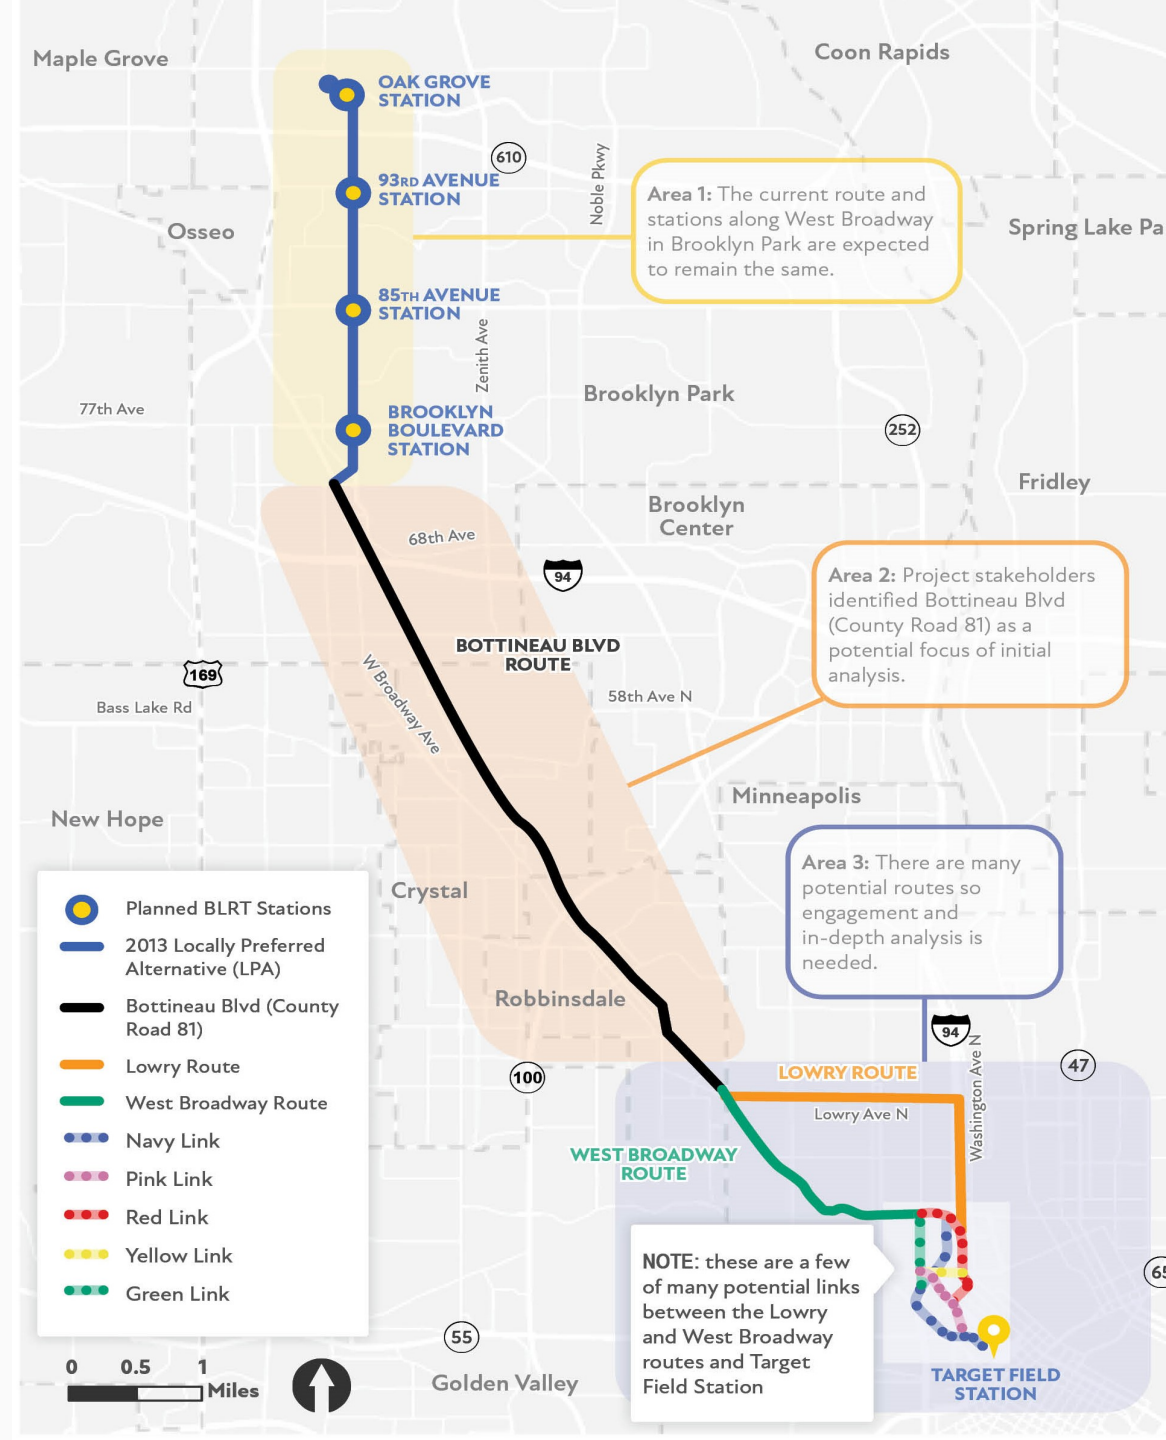 Maple Grove
Coon Rapids
OAK GROVE
STATION
610
Noble Pkwy
93RD AVENUE
STATION
Area 1: The current route and
stations along West Broadway
in Brooklyn Park are expected
to remain the same.
Osseo
Spring Lake Pa
85TH AVENUE
STATION
Zenith Ave
Brooklyn Park
77th Ave
BROOKLYN
BOULEVARD
STATION
252
Fridley
Brooklyn
Center
68th Ave
94
Area 2: Project stakeholders
identified Bottineau Blvd
(County Road 81) as a
potential focus of initial
analysis.
BOTTINEAU BLVD
ROUTE
169
W Broadway Ave
58th Ave N
Bass Lake Rd
Minneapolis
New Hope
Area 3: There are many
potential routes so
engagement and
in-depth analysis is
needed.
Crystal
Robbinsdale
94
Washington Ave N
47
100
LOWRY ROUTE
Lowry Ave N
WEST BROADWAY
ROUTE
Planned BLRT Stations
2013 Locally Preferred
Alternative (LPA)
Bottineau Blvd (County
Road 81)
Lowry Route
West Broadway Route
Navy Link
Pink Link
Red Link
Yellow Link
Green Link
NOTE: these are a few
of many potential links
between the Lowry
and West Broadway
routes and Target
Field Station
65
55
TARGET FIELD
STATION
Golden Valley
0 0.5 1
Miles